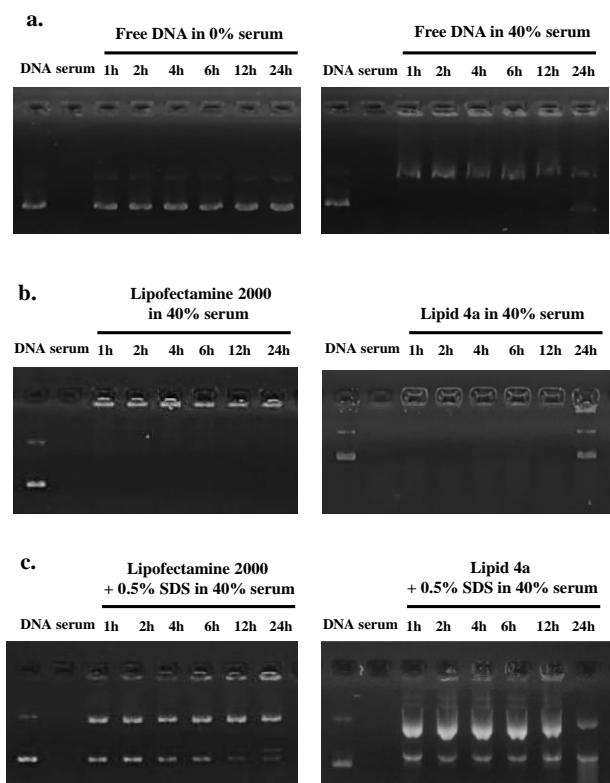 a.
Free DNA in 0% serum
DNA serum 1h 2h 4h 6h 12h 24h
Free DNA in 40% serum
DNA serum 1h 2h 4h 6h 12h 24h
b.
Lipofectamine 2000
in 40% serum
DNA serum 1h 2h 4h 6h 12h 24h
Lipid 4a in 40% serum
DNA serum 1h 2h 4h 6h 12h 24h
c.
Lipofectamine 2000
+ 0.5% SDS in 40% serum
DNA serum 1h 2h 4h 6h 12h 24h
Lipid 4a
+ 0.5% SDS in 40% serum
DNA serum 1h 2h 4h 6h 12h 24h